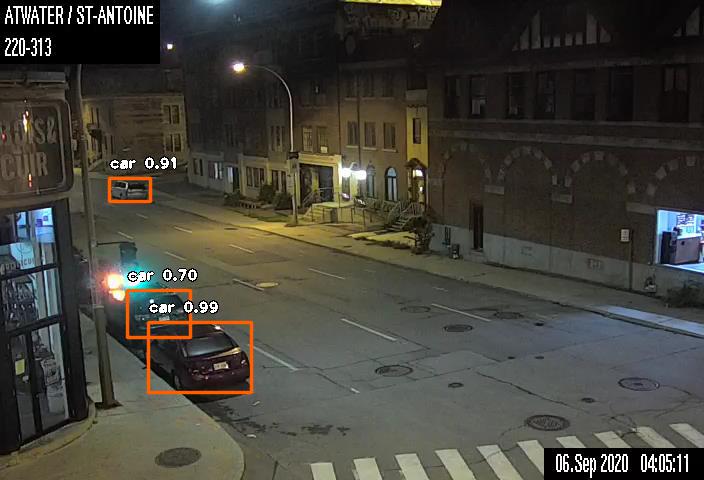 ATWATER / ST-ANTOINE
220-313
CUIR
car 0.91
car 0.70
car 0.99
06.Sep 2020 04:05:11